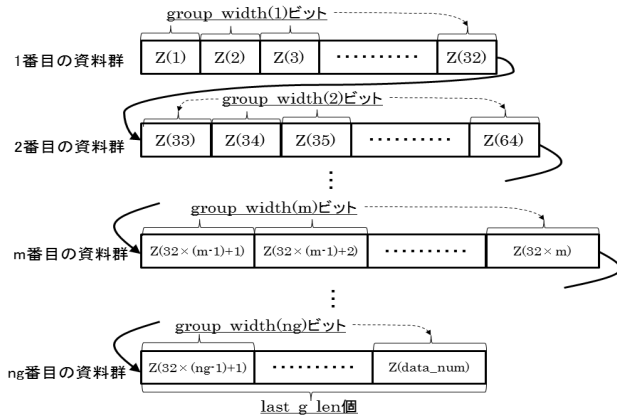 group_width(1)ビット
1番目の資料群 Z(1) Z(2) Z(3) ・・・・・・・・・・ Z(32)
group_width(2)ビット
2番目の資料群 Z(33) Z(34) Z(35) ・・・・・・・・・・ Z(64)
⋮
group_width(m)ビット
m番目の資料群 Z(32×(m-1)+1) Z(32×(m-1)+2) ・・・・・・・・・・ Z(32×m)
⋮
group_width(ng)ビット
ng番目の資料群 Z(32×(ng-1)+1) ・・・・・・・・・・ Z(data_num)
last_g_len個